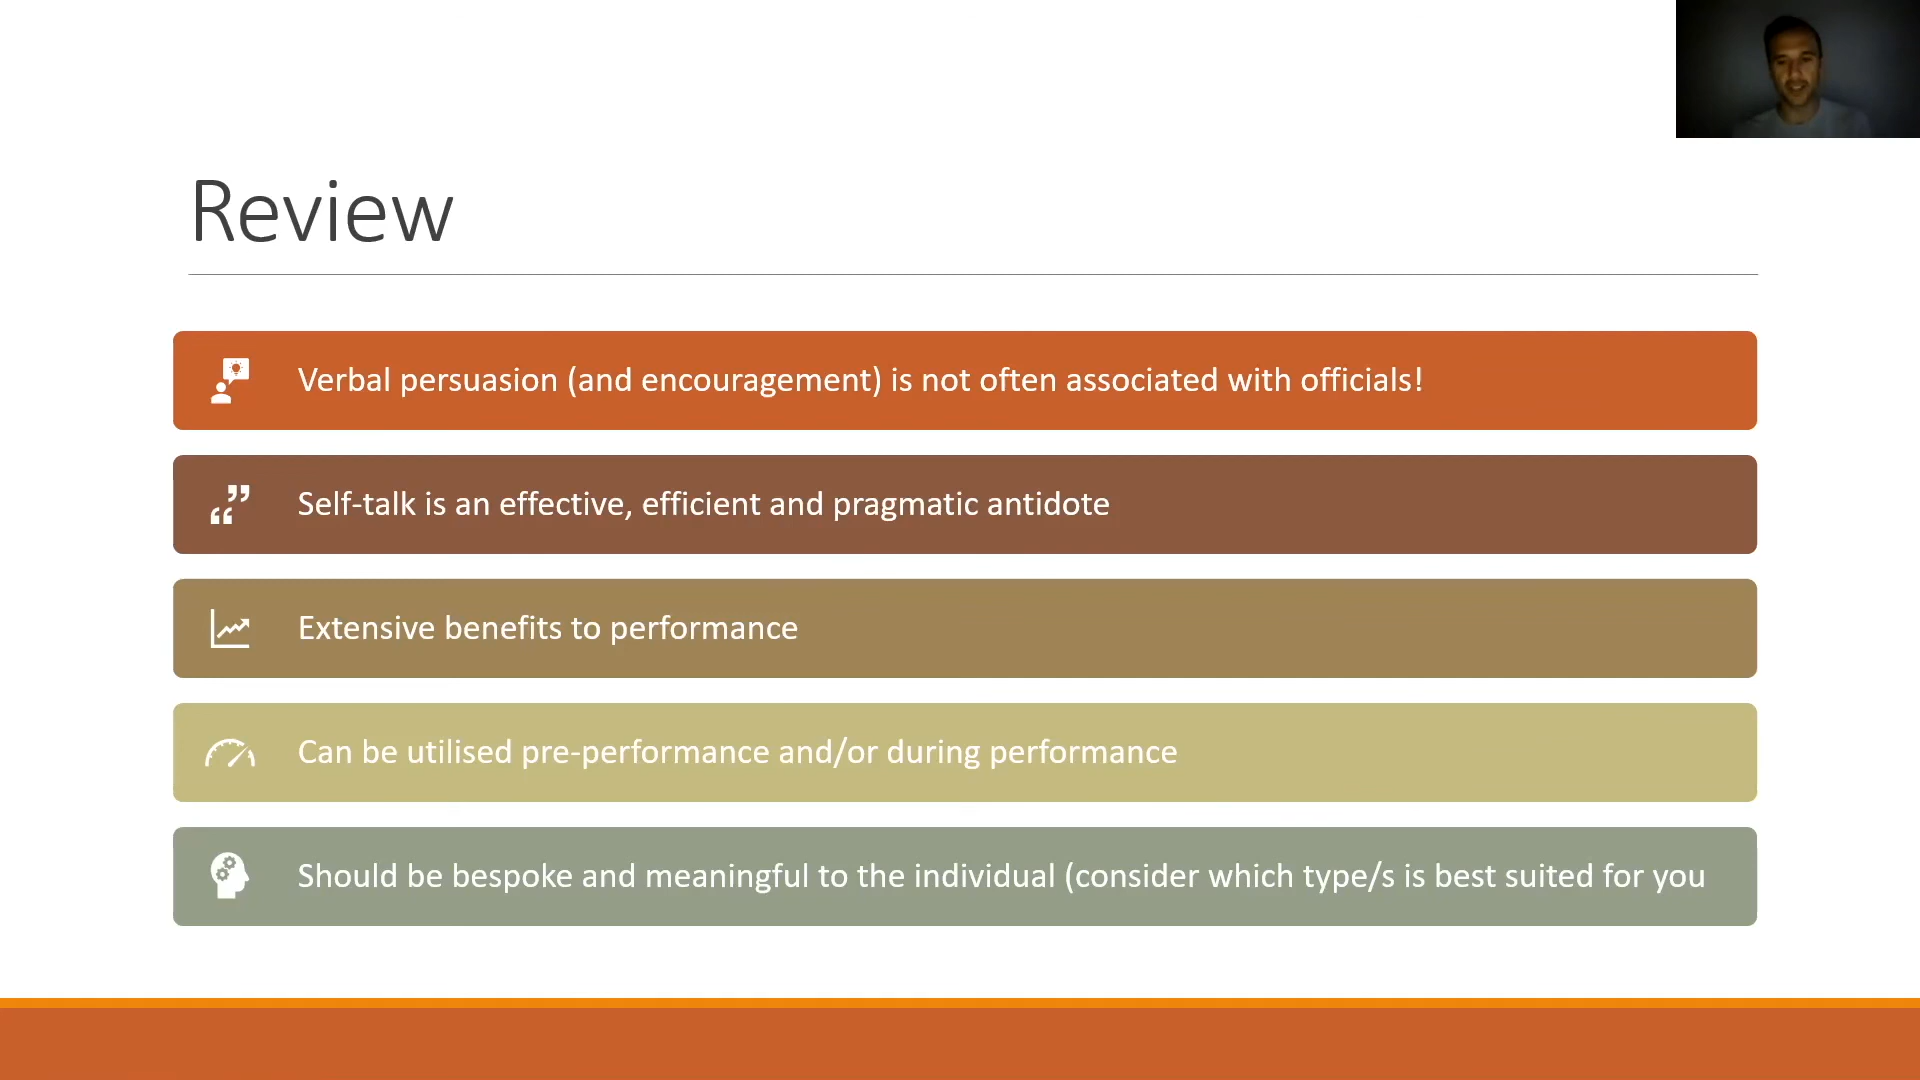 Review
Verbal persuasion (and encouragement) is not often associated with officials!
Self-talk is an effective, efficient and pragmatic antidote
Extensive benefits to performance
Can be utilised pre-performance and/or during performance
Should be bespoke and meaningful to the individual (consider which type/s is best suited for you